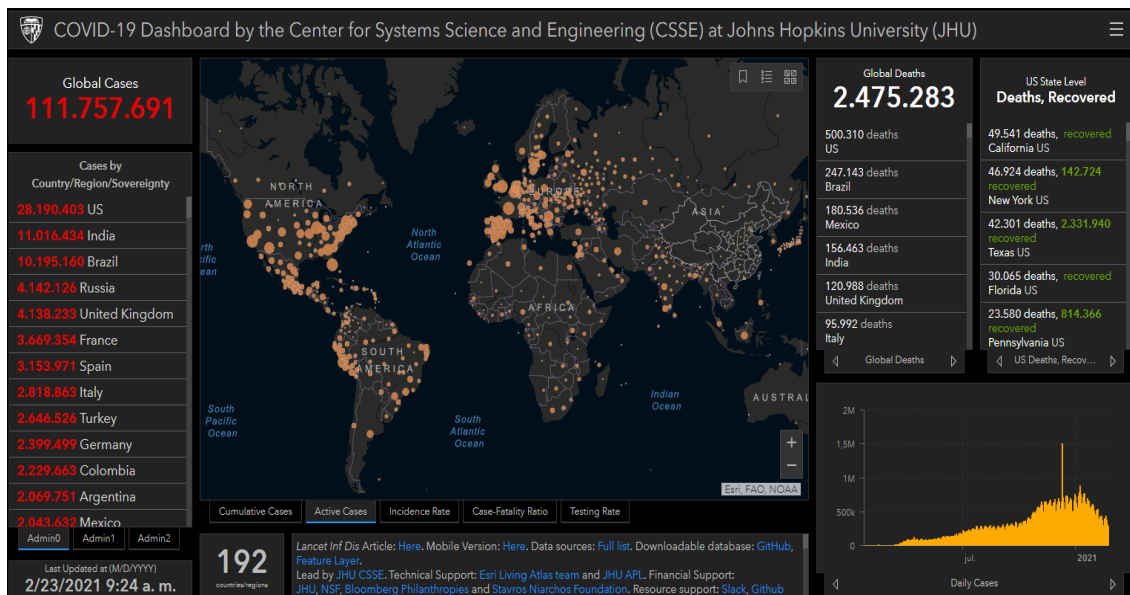 COVID-19 Dashboard by the Center for Systems Science and Engineering (CSSE) at Johns Hopkins University (JHU)
Global Cases
111.757.691
Cases by
Country/Region/Sovereignty
28.190.403 US
11.016.434 India
10.195.160 Brazil
4.142.126 Russia
4.138.233 United Kingdom
3.669.354 France
3.153.971 Spain
2.818.863 Italy
2.646.526 Turkey
2.399.499 Germany
2.229.663 Colombia
2.069.751 Argentina
2.043.632 Mexico
Admin0
Admin1
Admin2
Last Updated at (M/D/YYYY)
2/23/2021 9:24 a. m.
NORTH
AMERICA
North
Atlantic
Ocean
rth
ific
ean
EUROPE
ASIA
AFRICA
SOUTH
AMERICA
South
Pacific
Ocean
South
Atlantic
Ocean
Indian
Ocean
AUSTRAL
+
−
Esri, FAO, NOAA
Cumulative Cases
Active Cases
Incidence Rate
Case-Fatality Ratio
Testing Rate
192
countries/regions
Lancet Inf Dis Article: Here. Mobile Version: Here. Data sources: Full list. Downloadable database: GitHub,
Feature Layer.
Lead by JHU CSSE. Technical Support: Esri Living Atlas team and JHU APL. Financial Support:
JHU, NSF, Bloomberg Philanthropies and Stavros Niarchos Foundation. Resource support: Slack, Github
Global Deaths
2.475.283
500.310 deaths
US
247.143 deaths
Brazil
180.536 deaths
Mexico
156.463 deaths
India
120.988 deaths
United Kingdom
95.992 deaths
Italy
Global Deaths
US State Level
Deaths, Recovered
49.541 deaths, recovered
California US
46.924 deaths, 142.724
recovered
New York US
42.301 deaths, 2.331.940
recovered
Texas US
30.065 deaths, recovered
Florida US
23.580 deaths, 814.366
recovered
Pennsylvania US
US Deaths, Recov...
2M
1,5M
1M
500k
0
jul.
2021
Daily Cases